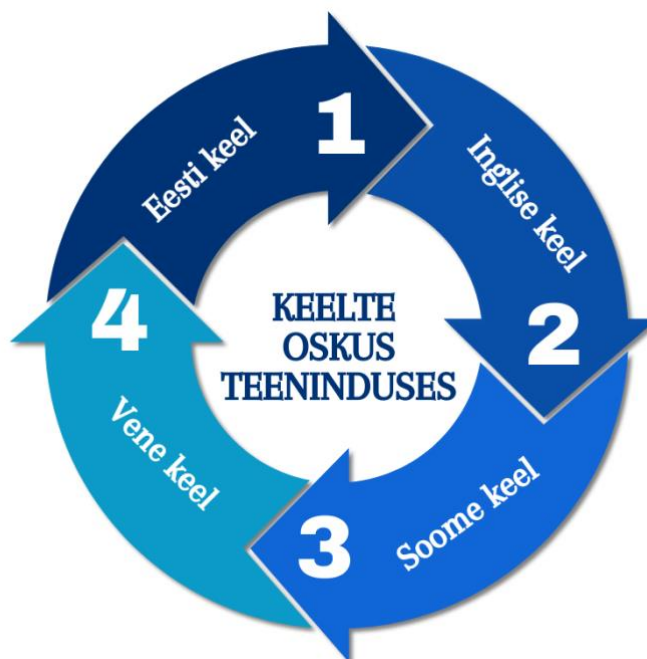 KEELTE
OSKUS
TEENINDUSES
1
Eesti keel
2
Inglise keel
3
Soome keel
4
Vene keel